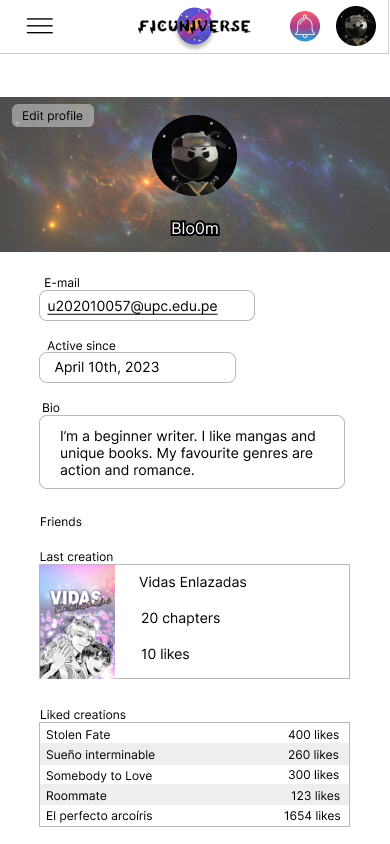 FICUNIVERSE
Edit profile
Blo0m
E-mail
u202010057@upc.edu.pe
Active since
April 10th, 2023
Bio
I’m a beginner writer. I like mangas and
unique books. My favourite genres are
action and romance.
Friends
Last creation
VIDAS
Enlazadas
Vidas Enlazadas
20 chapters
10 likes
Liked creations
Stolen Fate 400 likes
Sueño interminable 260 likes
Somebody to Love 300 likes
Roommate 123 likes
El perfecto arcoíris 1654 likes